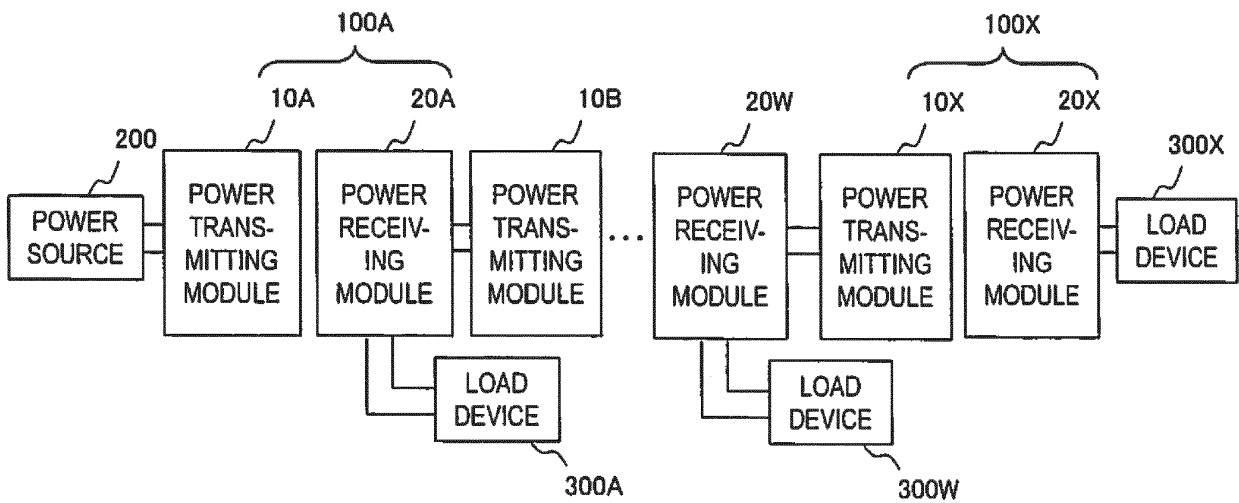 100A
100X
10A
20A
10B
20W
10X
20X
200
300X
POWER
SOURCE
POWER
TRANS-
MITTING
MODULE
POWER
RECEIV-
ING
MODULE
POWER
TRANS-
MITTING
MODULE
...
POWER
RECEIV-
ING
MODULE
POWER
TRANS-
MITTING
MODULE
POWER
RECEIV-
ING
MODULE
LOAD
DEVICE
LOAD
DEVICE
LOAD
DEVICE
300A
300W